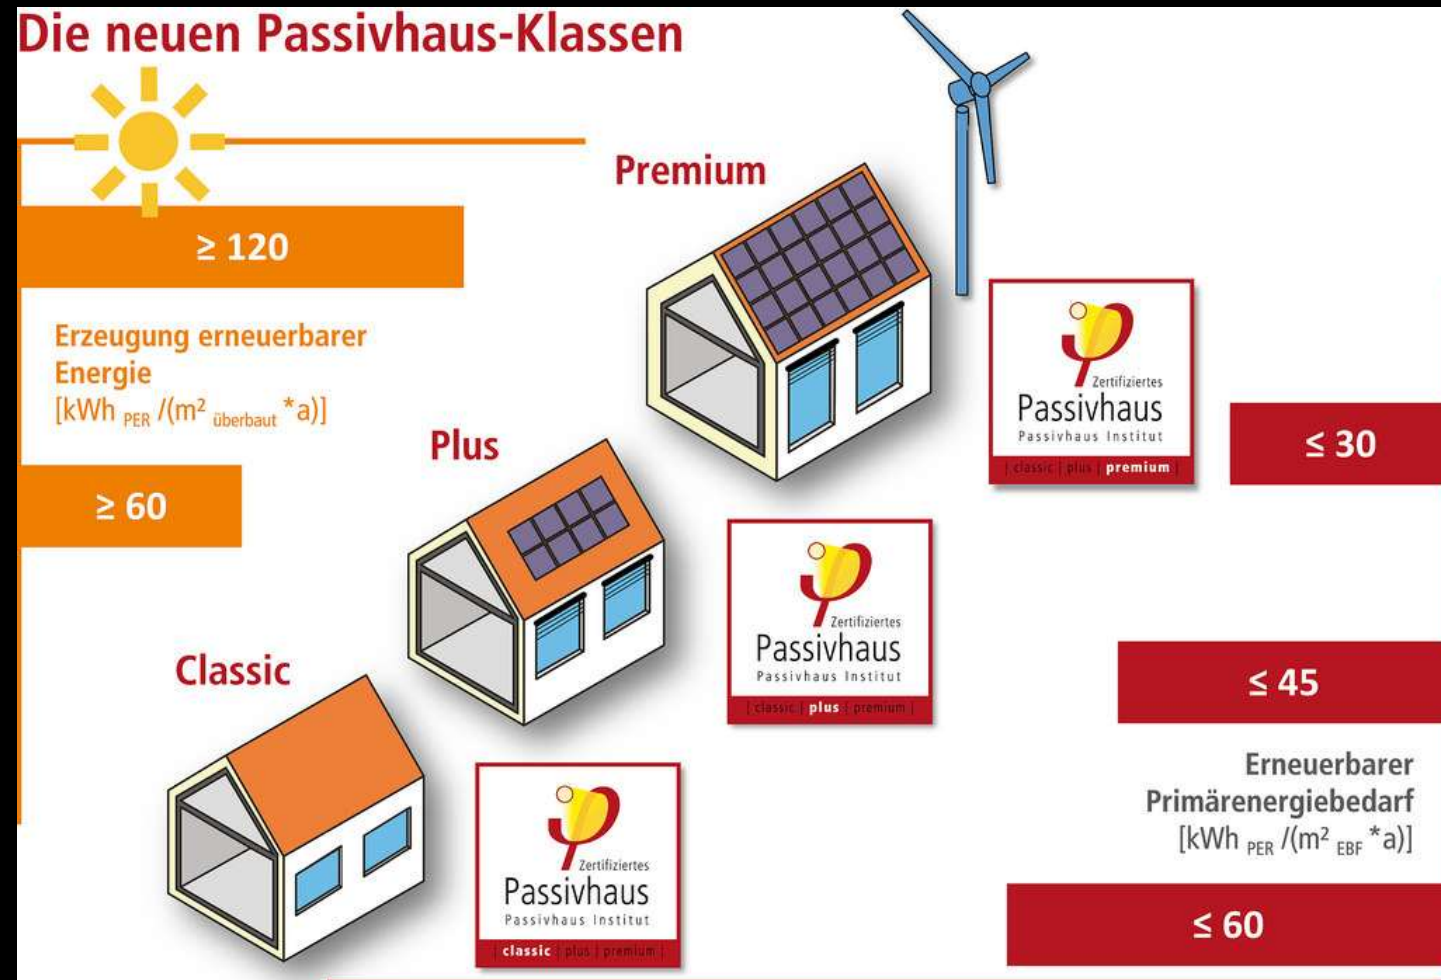 Die neuen Passivhaus-Klassen
Premium
≥ 120
Erzeugung erneuerbarer
Energie
[kWh PER /(m² überbaut *a)]
Zertifiziertes
Passivhaus
Passivhaus Institut
| classic | plus | premium |
≤ 30
Plus
≥ 60
Zertifiziertes
Passivhaus
Passivhaus Institut
| classic | plus | premium |
≤ 45
Classic
Erneuerbarer
Primärenergiebedarf
[kWh PER /(m² EBF *a)]
Zertifiziertes
Passivhaus
Passivhaus Institut
| classic | plus | premium |
≤ 60